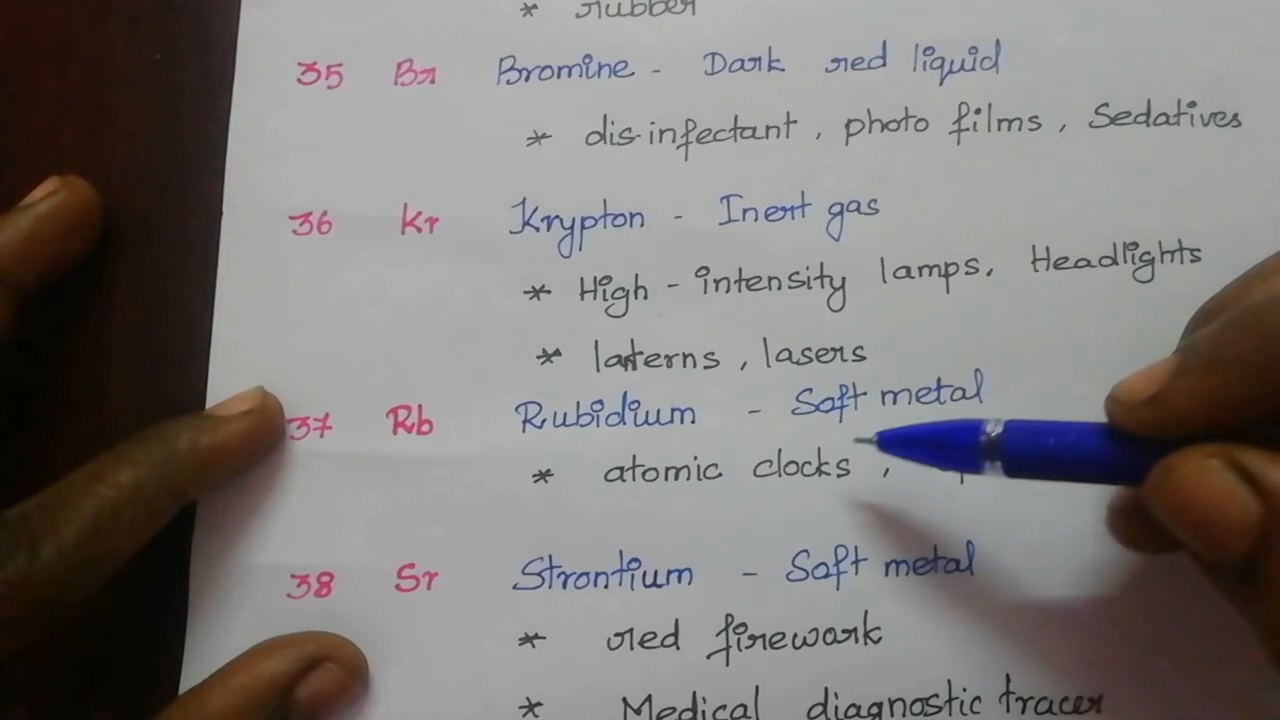 * rubber
35 Br Bromine - Dark red liquid
* disinfectant, photo films, Sedatives
36 Kr Krypton - Inert gas
* High - intensity lamps, Headlights
* laterns, lasers
37 Rb Rubidium - Soft metal
* atomic clocks,
38 Sr Strontium - Soft metal
* red firework
* Medical diagnostic tracer